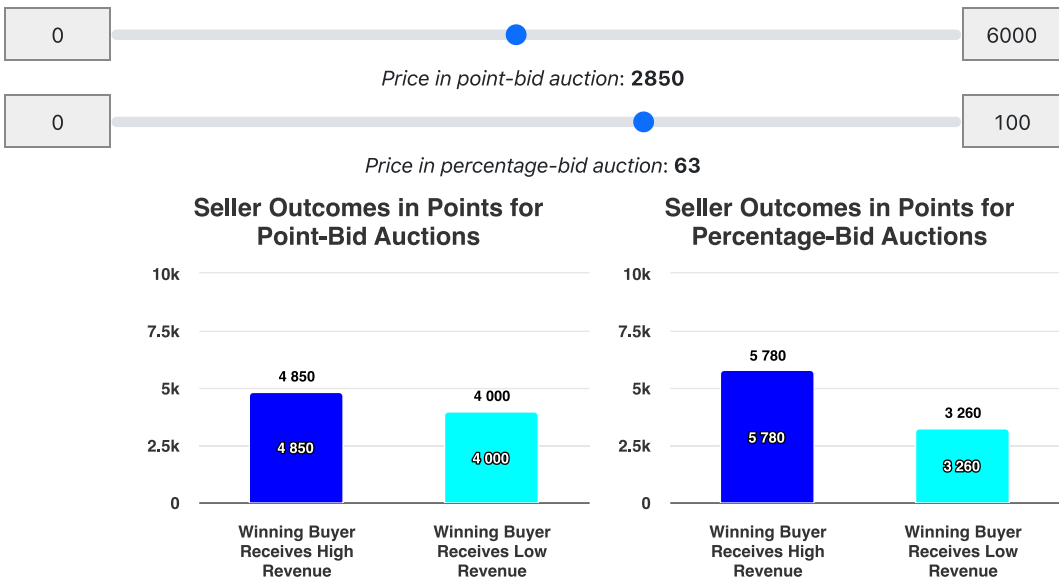 0
6000
Price in point-bid auction: 2850
0
100
Price in percentage-bid auction: 63
Seller Outcomes in Points for
Point-Bid Auctions
10k
7.5k
5k
2.5k
0
4 850
4 850
4 000
4 000
Winning Buyer
Receives High
Revenue
Winning Buyer
Receives Low
Revenue
Seller Outcomes in Points for
Percentage-Bid Auctions
10k
7.5k
5k
2.5k
0
5 780
5 780
3 260
3 260
Winning Buyer
Receives High
Revenue
Winning Buyer
Receives Low
Revenue